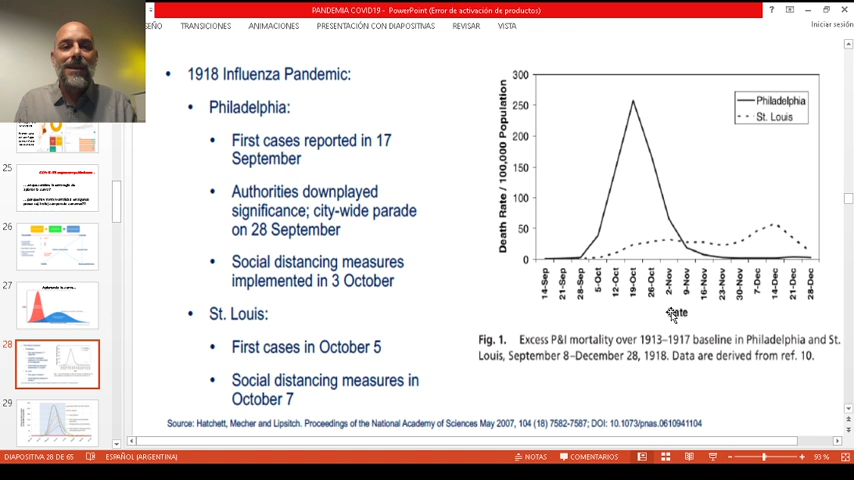 PANDEMIA COVID19 - PowerPoint (Error de activación de productos)
SEÑO TRANSICIONES ANIMACIONES PRESENTACIÓN CON DIAPOSITIVAS REVISAR VISTA
Iniciar sesión
25
26
27
28
29
1918 Influenza Pandemic:
Philadelphia:
First cases reported in 17
September
Authorities downplayed
significance; city-wide parade
on 28 September
Social distancing measures
implemented in 3 October
St. Louis:
First cases in October 5
Social distancing measures in
October 7
Death Rate / 100,000 Population
300
250
200
150
100
50
0
Philadelphia
St. Louis
14-Sep
21-Sep
28-Sep
5-Oct
12-Oct
19-Oct
26-Oct
2-Nov
9-Nov
16-Nov
23-Nov
30-Nov
7-Dec
14-Dec
21-Dec
28-Dec
Date
Fig. 1. Excess P&I mortality over 1913–1917 baseline in Philadelphia and St.
Louis, September 8–December 28, 1918. Data are derived from ref. 10.
Source: Hatchett, Mecher and Lipsitch. Proceedings of the National Academy of Sciences May 2007, 104 (18) 7582-7587; DOI: 10.1073/pnas.0610941104
DIAPOSITIVA 28 DE 65 ESPAÑOL (ARGENTINA) NOTAS COMENTARIOS 93 %